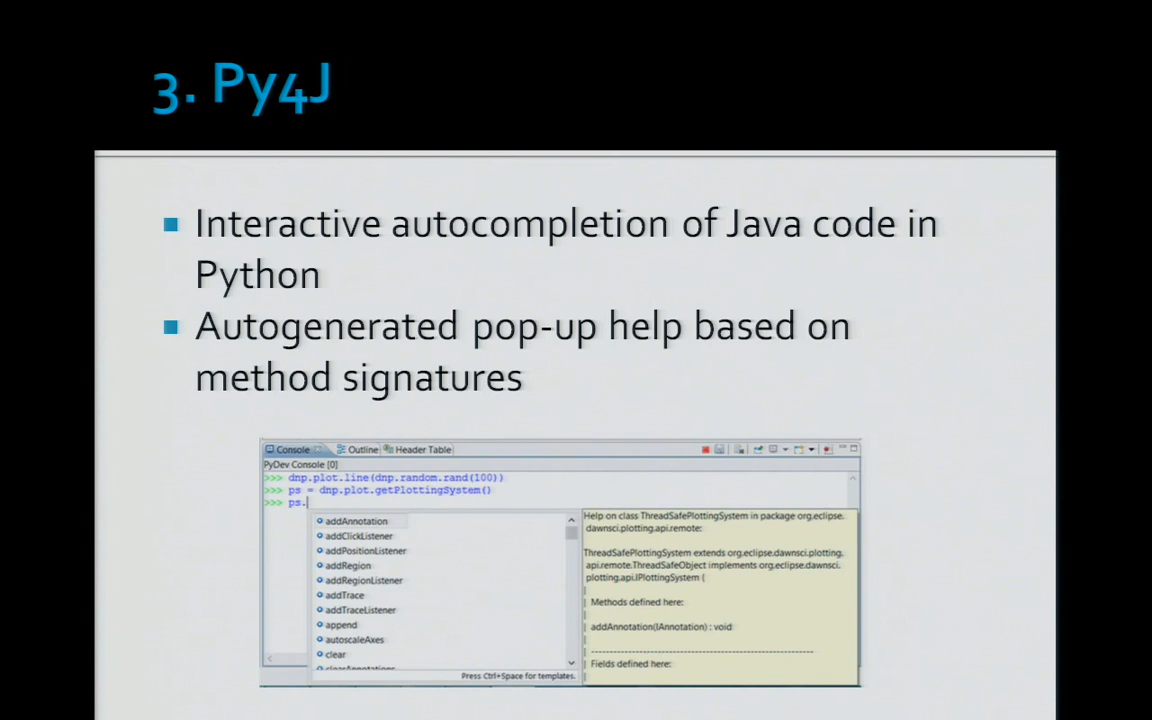 3. Py4J
Interactive autocompletion of Java code in
Python
Autogenerated pop-up help based on
method signatures
Console Outline Header Table
PyDev Console [0]
>>> dnp.plot.line(dnp.random.rand(100))
>>> ps = dnp.plot.getPlottingSystem()
>>> ps.
addAnnotation
addClickListener
addPositionListener
addRegion
addRegionListener
addTrace
addTraceListener
append
autoscaleAxes
clear
clearAnnotations
Press Ctrl+Space for templates.
Help on class ThreadSafePlottingSystem in package org.eclipse.
dawnsci.plotting.api.remote:
ThreadSafePlottingSystem extends org.eclipse.dawnsci.plotting.
api.remote.ThreadSafeObject implements org.eclipse.dawnsci.
plotting.api.IPlottingSystem {
|
| Methods defined here:
|
| addAnnotation(IAnnotation) : void
|
| ----------------------------------------------------------------------
| Fields defined here:
|